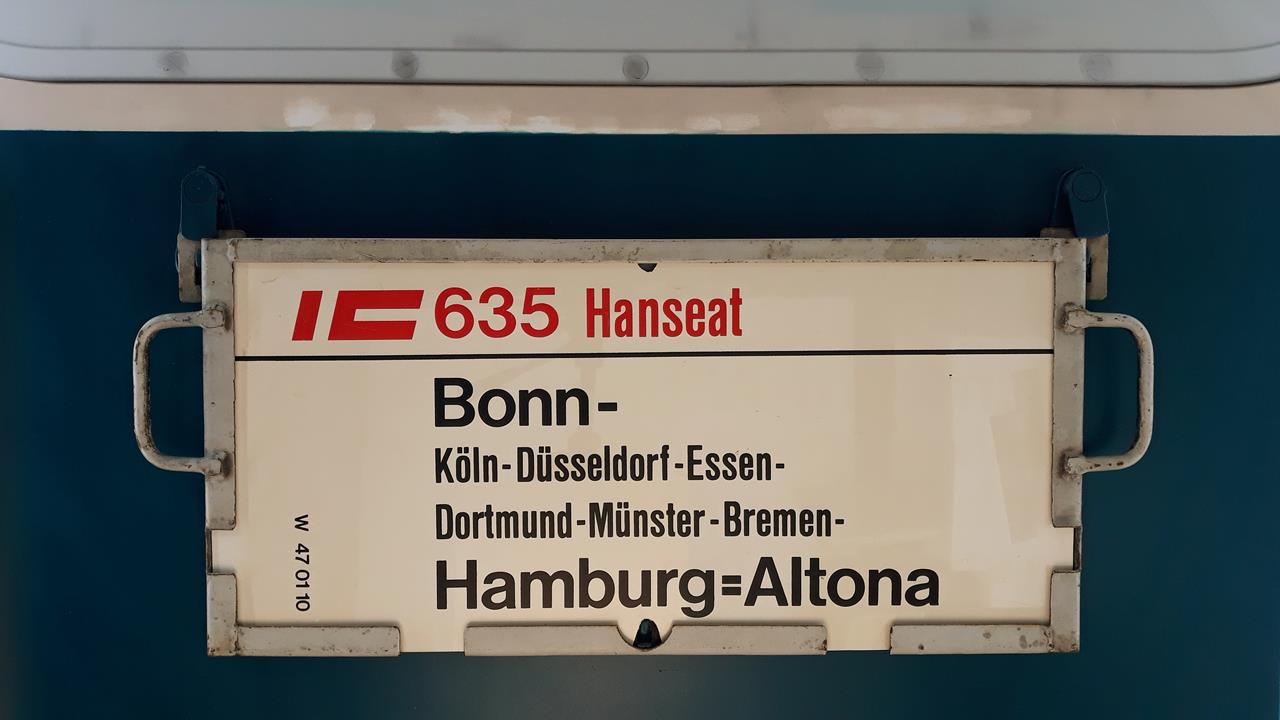 IC 635 Hanseat
Bonn-
Köln-Düsseldorf-Essen-
Dortmund-Münster-Bremen-
Hamburg=Altona
W 47 01 10